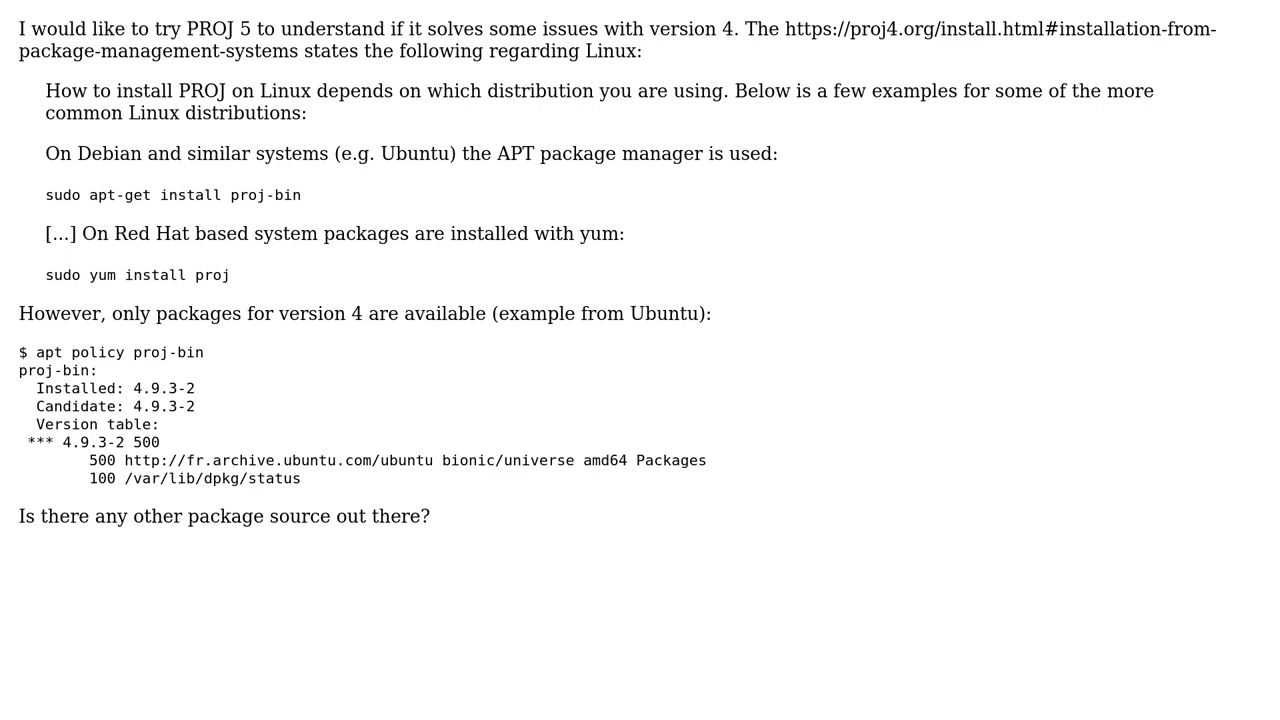 I would like to try PROJ 5 to understand if it solves some issues with version 4. The https://proj4.org/install.html#installation-from-
package-management-systems states the following regarding Linux:
How to install PROJ on Linux depends on which distribution you are using. Below is a few examples for some of the more
common Linux distributions:
On Debian and similar systems (e.g. Ubuntu) the APT package manager is used:
sudo apt-get install proj-bin
[...] On Red Hat based system packages are installed with yum:
sudo yum install proj
However, only packages for version 4 are available (example from Ubuntu):
$ apt policy proj-bin
proj-bin:
  Installed: 4.9.3-2
  Candidate: 4.9.3-2
  Version table:
 *** 4.9.3-2 500
        500 http://fr.archive.ubuntu.com/ubuntu bionic/universe amd64 Packages
        100 /var/lib/dpkg/status
Is there any other package source out there?